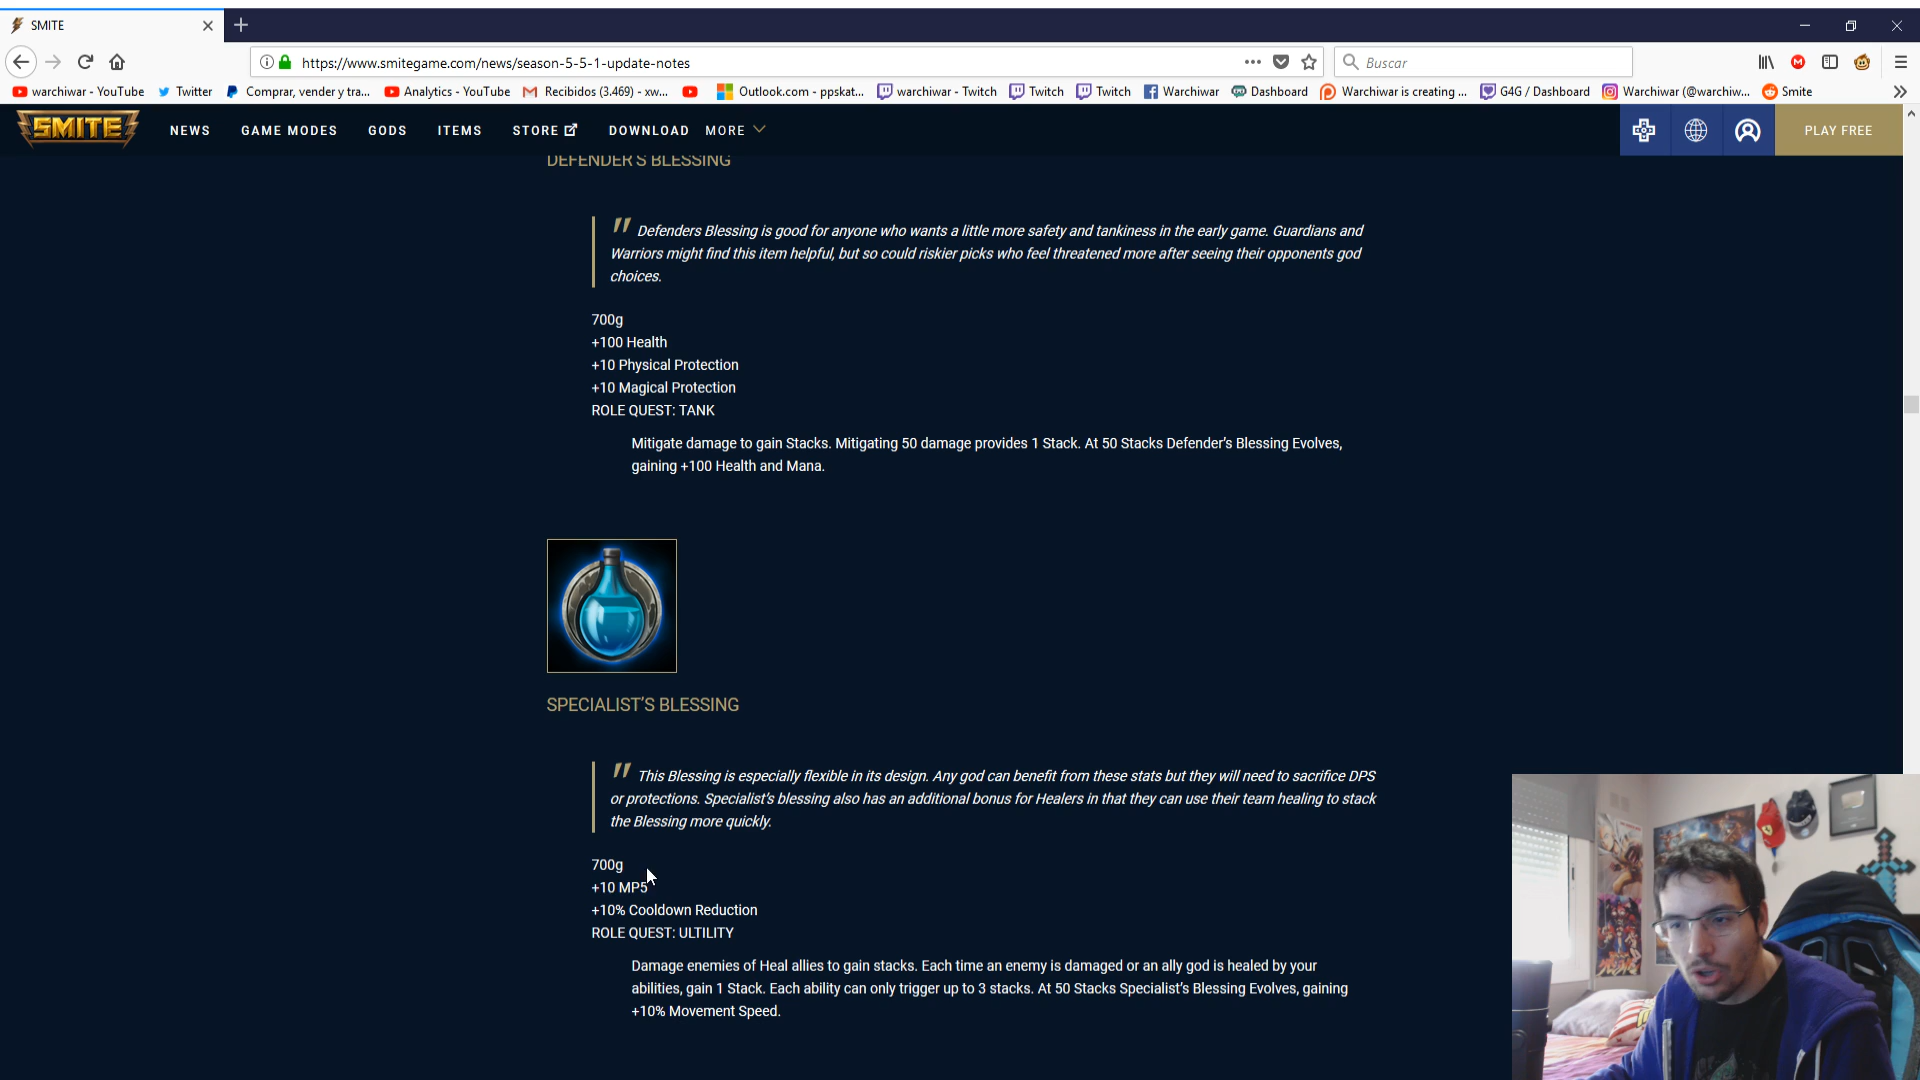 SMITE
https://www.smitegame.com/news/season-5-5-1-update-notes
Buscar
warchiwar - YouTube Twitter Comprar, vender y tra... Analytics - YouTube Recibidos (3.469) - xw... Outlook.com - ppskat... warchiwar - Twitch Twitch Twitch Warchiwar Dashboard Warchiwar is creating ... G4G / Dashboard Warchiwar (@warchiw... Smite
SMITE NEWS GAME MODES GODS ITEMS STORE DOWNLOAD MORE PLAY FREE
DEFENDER'S BLESSING
" Defenders Blessing is good for anyone who wants a little more safety and tankiness in the early game. Guardians and
Warriors might find this item helpful, but so could riskier picks who feel threatened more after seeing their opponents god
choices.
700g
+100 Health
+10 Physical Protection
+10 Magical Protection
ROLE QUEST: TANK
Mitigate damage to gain Stacks. Mitigating 50 damage provides 1 Stack. At 50 Stacks Defender's Blessing Evolves,
gaining +100 Health and Mana.
SPECIALIST'S BLESSING
" This Blessing is especially flexible in its design. Any god can benefit from these stats but they will need to sacrifice DPS
or protections. Specialist's blessing also has an additional bonus for Healers in that they can use their team healing to stack
the Blessing more quickly.
700g
+10 MP5
+10% Cooldown Reduction
ROLE QUEST: ULTILITY
Damage enemies of Heal allies to gain stacks. Each time an enemy is damaged or an ally god is healed by your
abilities, gain 1 Stack. Each ability can only trigger up to 3 stacks. At 50 Stacks Specialist's Blessing Evolves, gaining
+10% Movement Speed.